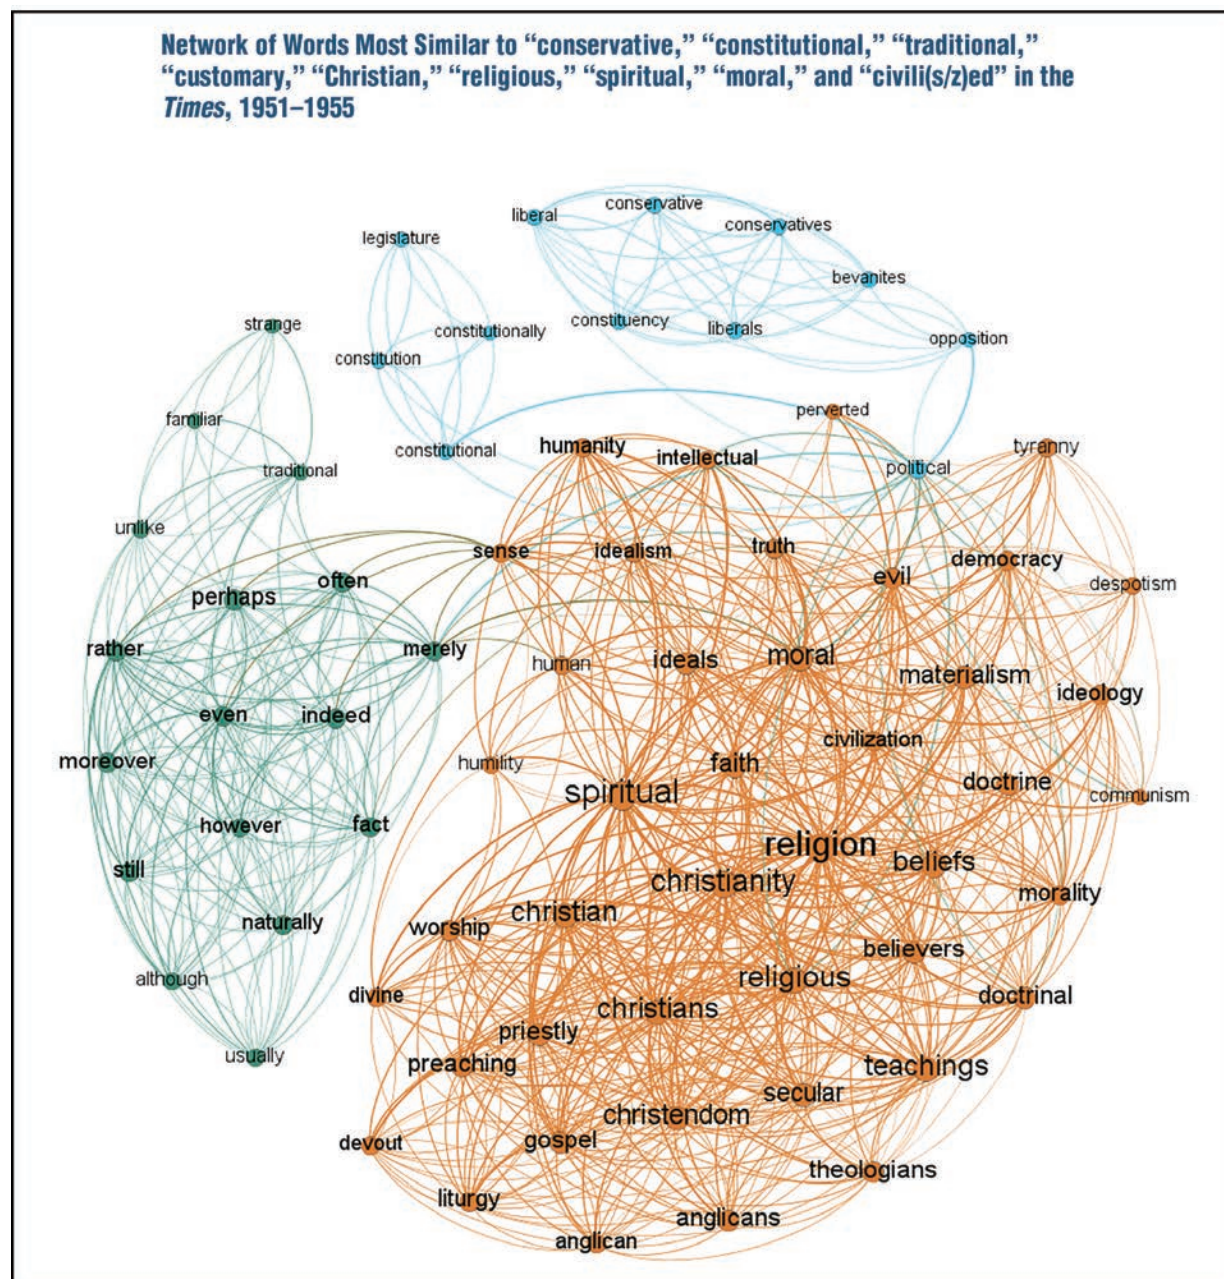 Network of Words Most Similar to “conservative,” “constitutional,” “traditional,”
“customary,” “Christian,” “religious,” “spiritual,” “moral,” and “civili(s/z)ed” in the
Times, 1951–1955
conservative
liberal
conservatives
legislature
bevanites
constituency
strange
liberals
constitutionally
opposition
constitution
perverted
familiar
humanity
tyranny
constitutional
intellectual
political
traditional
unlike
truth
sense
idealism
democracy
evil
often
despotism
perhaps
rather
merely
moral
ideals
human
materialism
ideology
even
indeed
civilization
moreover
humility
faith
doctrine
spiritual
communism
however
fact
religion
beliefs
still
christianity
morality
christian
naturally
worship
believers
although
religious
divine
doctrinal
christians
priestly
usually
preaching
teachings
secular
christendom
devout
gospel
theologians
liturgy
anglicans
anglican